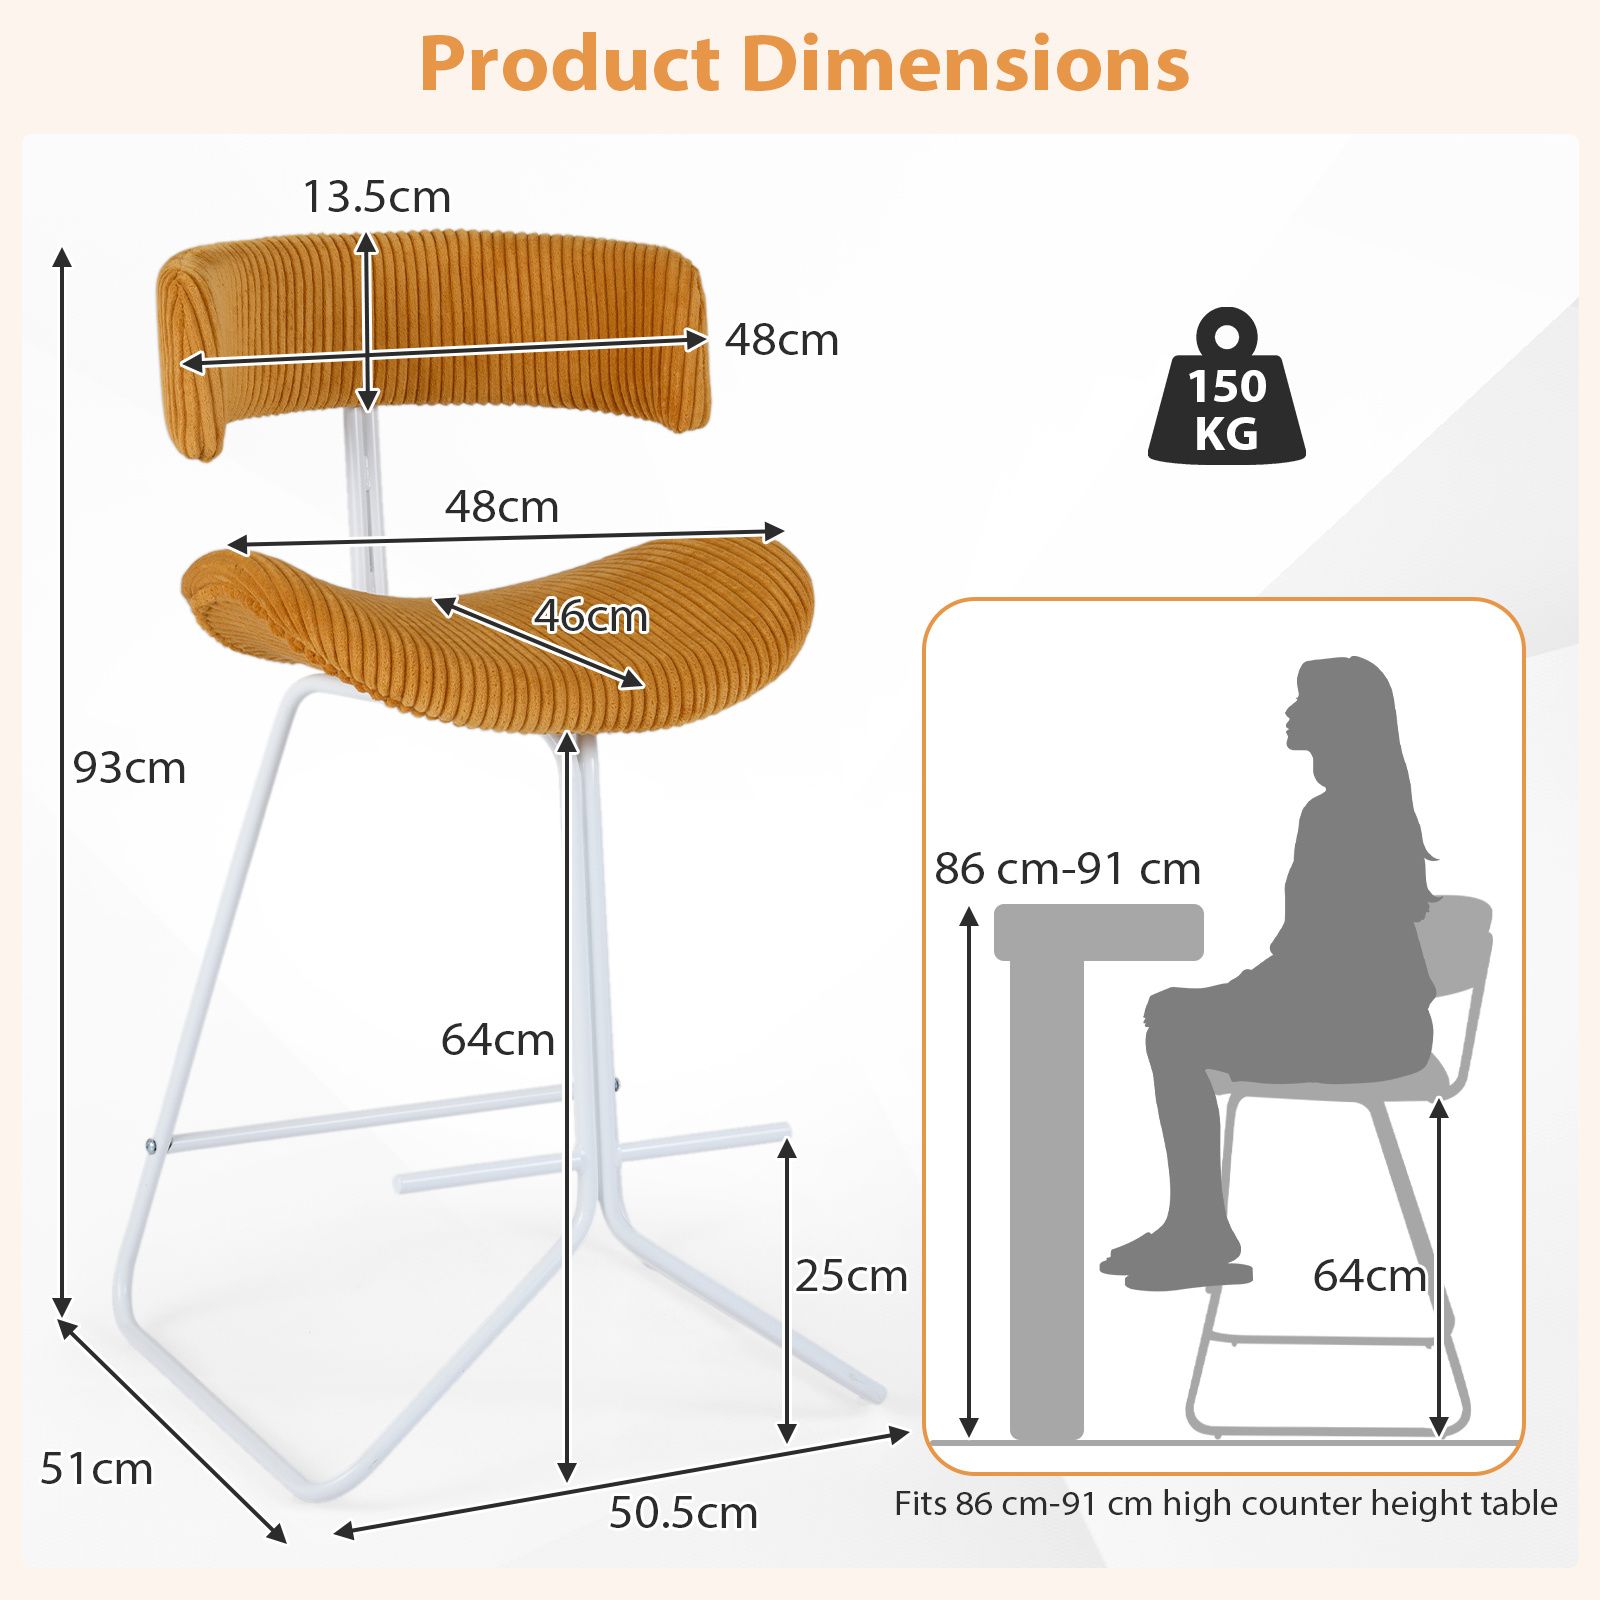 Product Dimensions
13.5cm
48cm
150
KG
48cm
46cm
93cm
86 cm-91 cm
64cm
25cm
64cm
51cm
50.5cm
Fits 86 cm-91 cm high counter height table